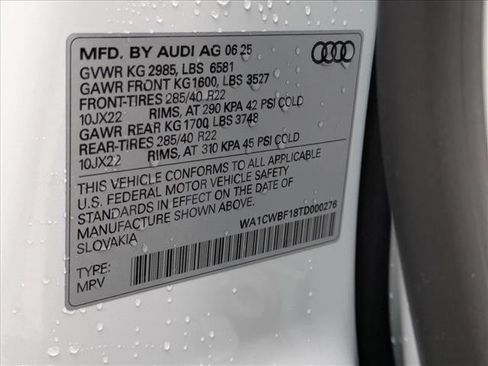 MFD. BY AUDI AG 06 25
GVWR KG 2985, LBS 6581
GAWR FRONT KG1600, LBS 3527
FRONT-TIRES 285/40 R22
10JX22 RIMS, AT 290 KPA 42 PSI COLD
GAWR REAR KG1700 LBS 3748
REAR-TIRES 285/40 R22
10JX22 RIMS, AT 310 KPA 45 PSI COLD
THIS VEHICLE CONFORMS TO ALL APPLICABLE
U.S. FEDERAL MOTOR VEHICLE SAFETY
STANDARDS IN EFFECT ON THE DATE OF
MANUFACTURE SHOWN ABOVE.
SLOVAKIA
WA1CWBF18TD000276
TYPE:
MPV